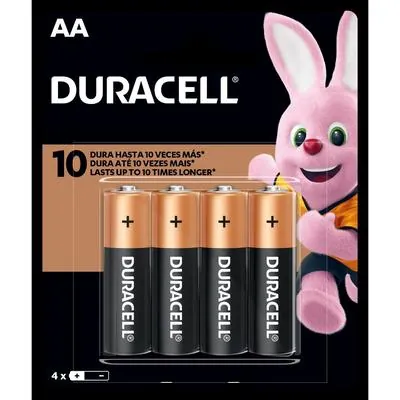 AA
DURACELL®
10 DURA HASTA 10 VECES MÁS*
DURA ATÉ 10 VEZES MAIS*
LASTS UP TO 10 TIMES LONGER*
+ + + +
DURACELL® DURACELL® DURACELL® DURACELL®
4 x + -